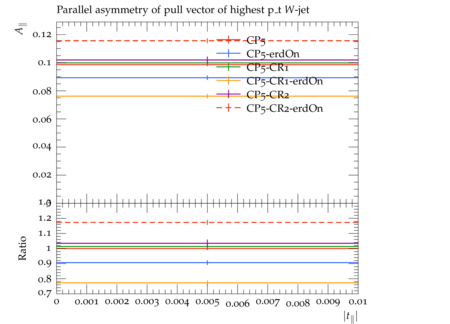 Parallel asymmetry of pull vector of highest p.t W-jet
A∥
0.12
0.1
0.08
0.06
0.04
0.02
CP5
CP5-erdOn
CP5-CR1
CP5-CR1-erdOn
CP5-CR2
CP5-CR2-erdOn
1.2
1.1
1
0.9
0.8
0.7
Ratio
0 0.001 0.002 0.003 0.004 0.005 0.006 0.007 0.008 0.009 0.01
|t∥|